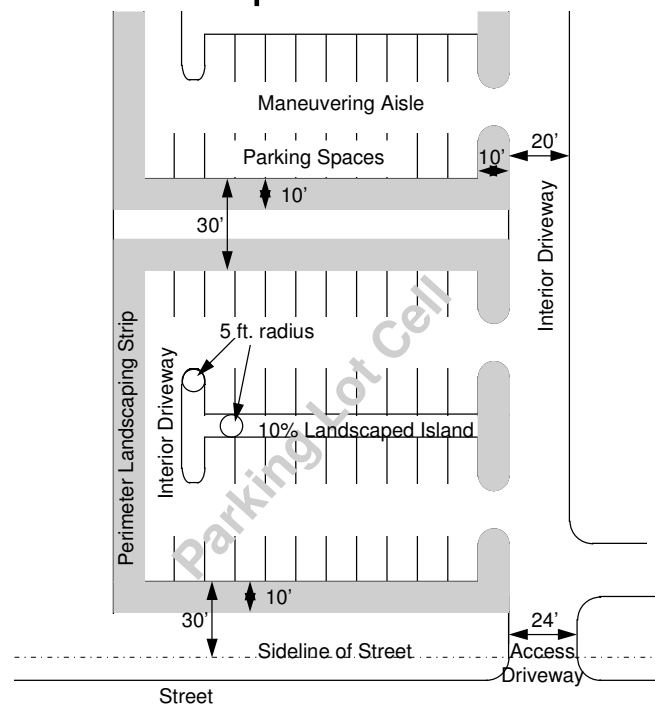 Maneuvering Aisle
Parking Spaces
10'
20'
10'
30'
Interior Driveway
Parking Lot Cell
5 ft. radius
Perimeter Landscaping Strip
Interior Driveway
10% Landscaped Island
10'
30'
24'
Sideline of Street
Access
Driveway
Street